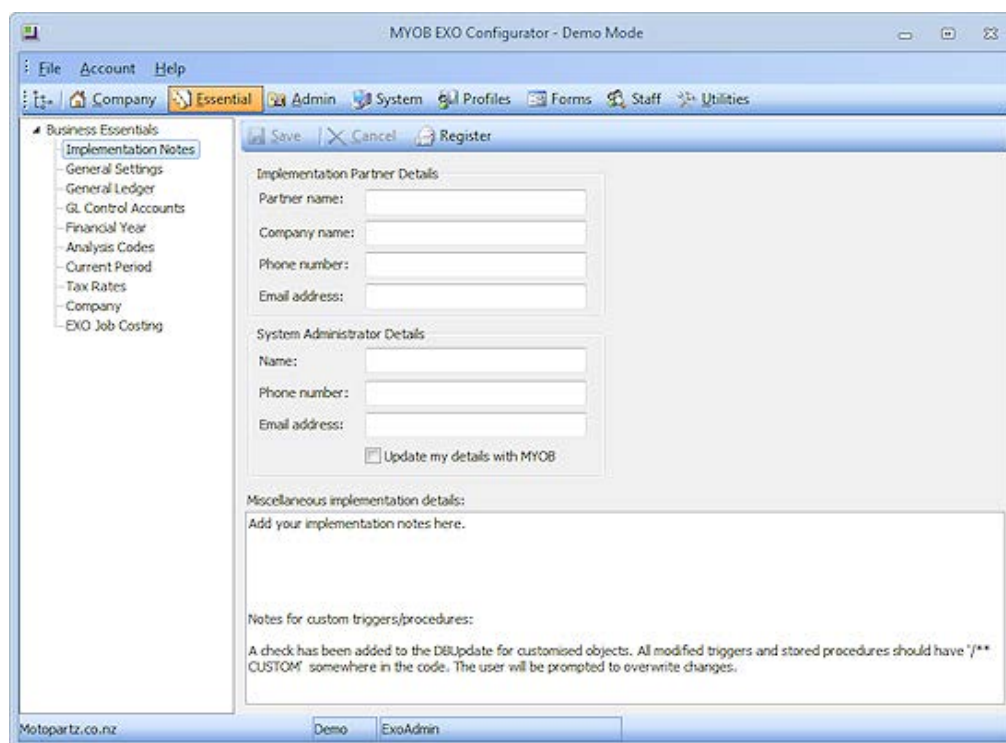 MYOB EXO Configurator - Demo Mode
File Account Help
Company Essential Admin System Profiles Forms Staff Utilities
Business Essentials
Implementation Notes
General Settings
General Ledger
GL Control Accounts
Financial Year
Analysis Codes
Current Period
Tax Rates
Company
EXO Job Costing
Save Cancel Register
Implementation Partner Details
Partner name:
Company name:
Phone number:
Email address:
System Administrator Details
Name:
Phone number:
Email address:
Update my details with MYOB
Miscellaneous implementation details:
Add your implementation notes here.
Notes for custom triggers/procedures:
A check has been added to the DBUpdate for customised objects. All modified triggers and stored procedures should have '/**
CUSTOM' somewhere in the code. The user will be prompted to overwrite changes.
Motopartz.co.nz Demo ExoAdmin